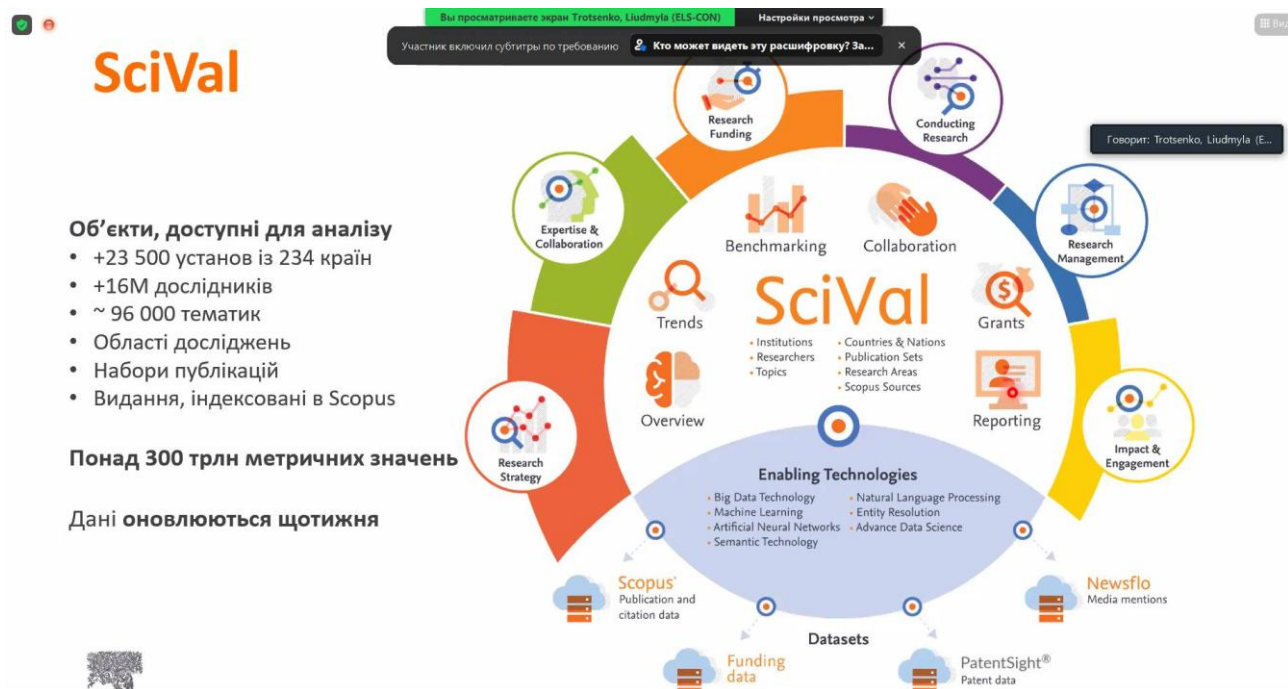 Вы просматриваете экран Trotsenko, Liudmyla (ELS-CON)
Настройки просмотра
Участник включил субтитры по требованию
Кто может видеть эту расшифровку? За...
Говорит: Trotsenko, Liudmyla (E...
SciVal
Об’єкти, доступні для аналізу
• +23 500 установ із 234 країн
• +16М дослідників
• ~ 96 000 тематик
• Області досліджень
• Набори публікацій
• Видання, індексовані в Scopus
Понад 300 трлн метричних значень
Дані оновлюються щотижня
Research
Strategy
Expertise &
Collaboration
Research
Funding
Conducting
Research
Research
Management
Impact &
Engagement
Benchmarking
Collaboration
Trends
Grants
Overview
Reporting
SciVal
• Institutions
• Researchers
• Topics
• Countries & Nations
• Publication Sets
• Research Areas
• Scopus Sources
Enabling Technologies
• Big Data Technology
• Machine Learning
• Artificial Neural Networks
• Semantic Technology
• Natural Language Processing
• Entity Resolution
• Advance Data Science
Scopus®
Publication and
citation data
Funding
data
Datasets
PatentSight®
Patent data
Newsflo
Media mentions